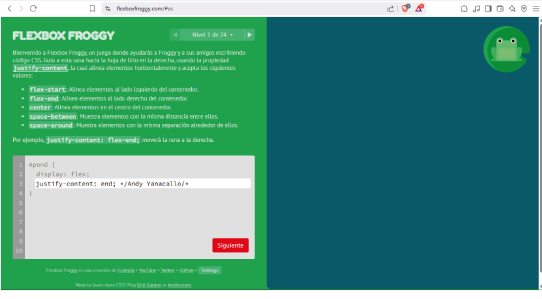 flexboxfroggy.com/#es
FLEXBOX FROGGY
Nivel 1 de 24
Bienvenido a Flexbox Froggy, un juego donde ayudarás a Froggy y a sus amigos escribiendo
código CSS. Guía a esta rana hacia la hoja de lirio en la derecha, usando la propiedad
justify-content, la cual alinea elementos horizontalmente y acepta los siguientes
valores:
• flex-start: Alinea elementos al lado izquierdo del contenedor.
• flex-end: Alinea elementos al lado derecho del contenedor.
• center: Alinea elementos en el centro del contenedor.
• space-between: Muestra elementos con la misma distancia entre ellos.
• space-around: Muestra elementos con la misma separación alrededor de ellos.
Por ejemplo, justify-content: flex-end; moverá la rana a la derecha.
1 #pond {
2 display: flex;
3 justify-content: end; */Andy Yanacallo/*
4 }
5
6
7
8
9
10
Siguiente
Flexbox Froggy es una creación de Codepip • YouTube • Twitter • GitHub • Settings
Want to learn more CSS? Play Grid Garden or Anchoreum